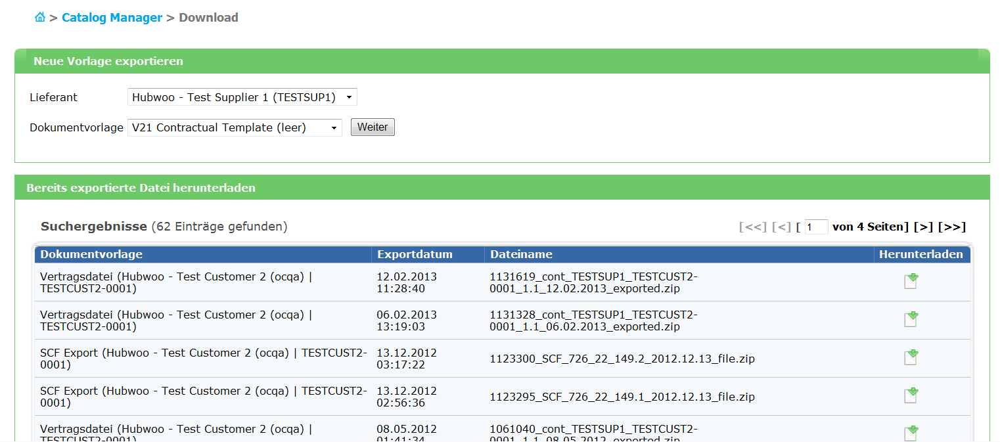 > Catalog Manager > Download
Neue Vorlage exportieren
Lieferant Hubwoo - Test Supplier 1 (TESTSUP1)
Dokumentvorlage V21 Contractual Template (leer) Weiter
Bereits exportierte Datei herunterladen
Suchergebnisse (62 Einträge gefunden) [<<] [<] [ 1 von 4 Seiten] [>] [>>]
Dokumentvorlage Exportdatum Dateiname Herunterladen
Vertragsdatei (Hubwoo - Test Customer 2 (ocqa) | 12.02.2013 1131619_cont_TESTSUP1_TESTCUST2-
TESTCUST2-0001) 11:28:40 0001_1.1_12.02.2013_exported.zip
Vertragsdatei (Hubwoo - Test Customer 2 (ocqa) | 06.02.2013 1131328_cont_TESTSUP1_TESTCUST2-
TESTCUST2-0001) 13:19:03 0001_1.1_06.02.2013_exported.zip
SCF Export (Hubwoo - Test Customer 2 (ocqa) | TESTCUST2- 13.12.2012 1123300_SCF_726_22_149.2_2012.12.13_file.zip
0001) 03:17:22
SCF Export (Hubwoo - Test Customer 2 (ocqa) | TESTCUST2- 13.12.2012 1123295_SCF_726_22_149.1_2012.12.13_file.zip
0001) 02:56:36
Vertragsdatei (Hubwoo - Test Customer 2 (ocqa) | 08.05.2012 1061040_cont_TESTSUP1_TESTCUST2-
TESTCUST2-0001) 01:41:34 0001_1.1_08.05.2012_exported.zip